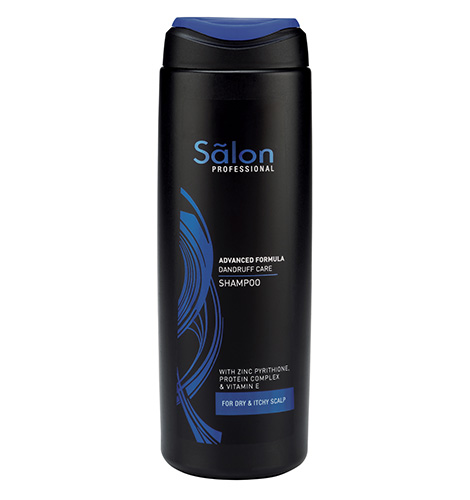 Sãlon
PROFESSIONAL
ADVANCED FORMULA
DANDRUFF CARE
SHAMPOO
WITH ZINC PYRITHIONE,
PROTEIN COMPLEX
& VITAMIN E
FOR DRY & ITCHY SCALP